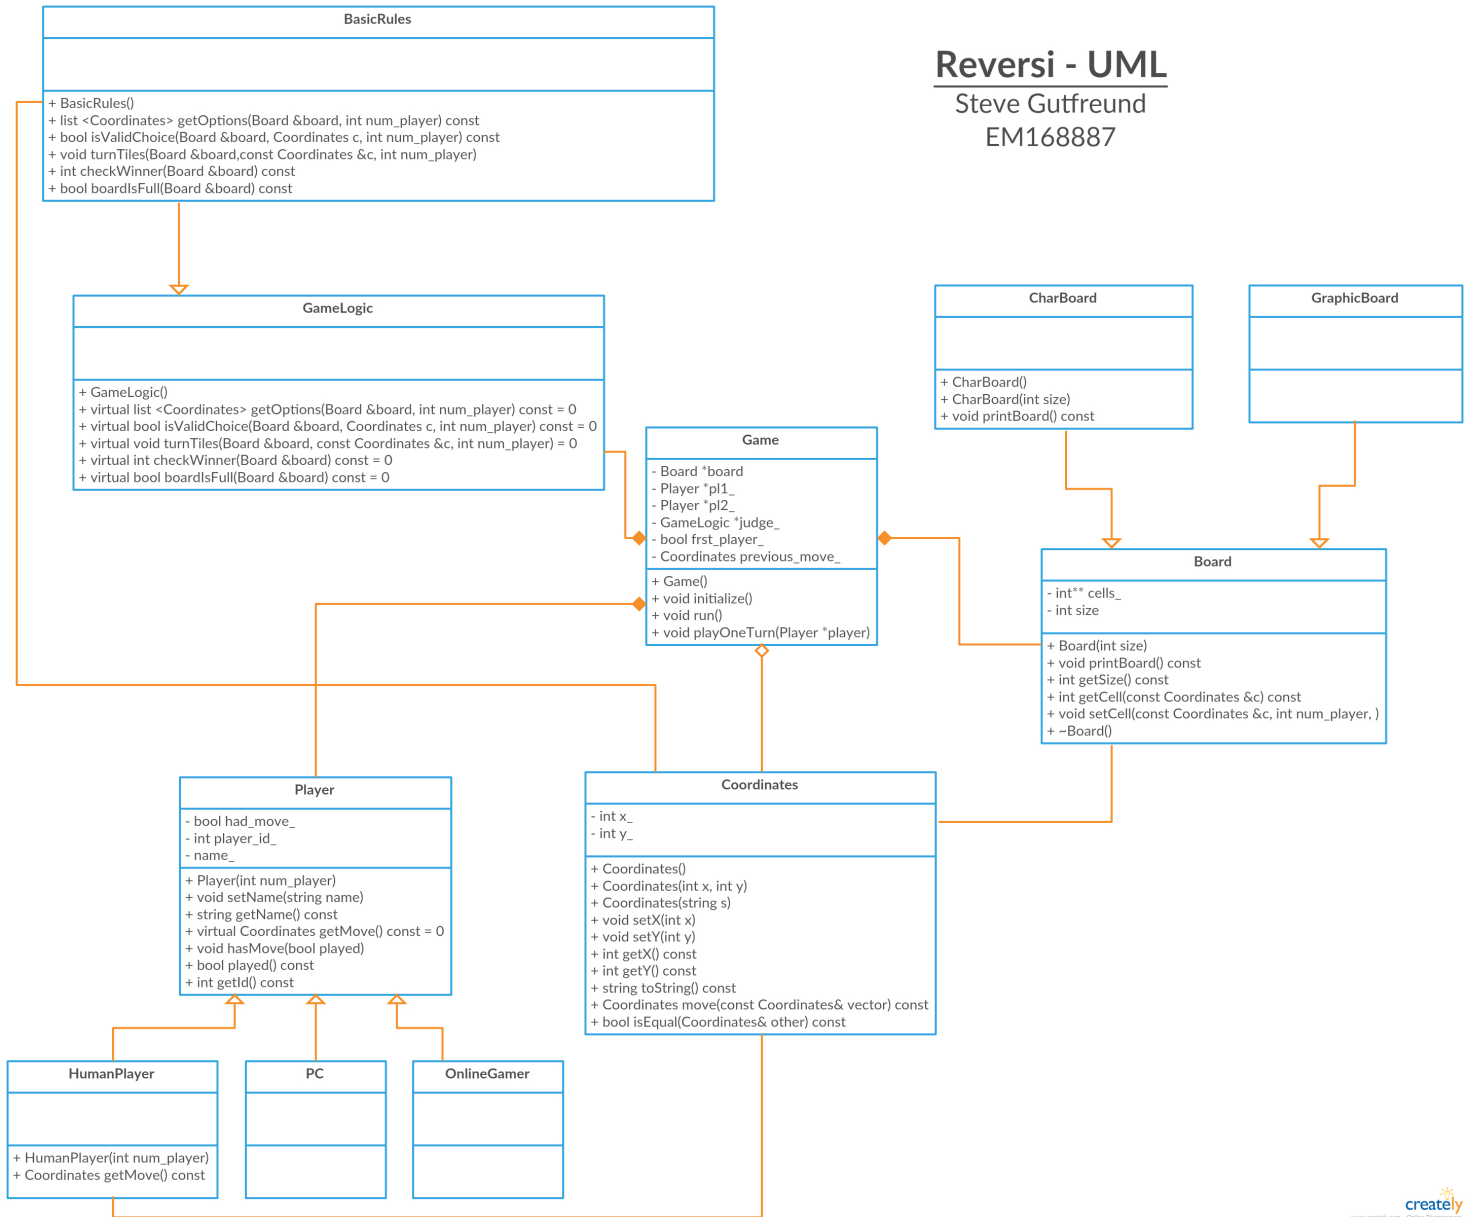 BasicRules
+ BasicRules()
+ list <Coordinates> getOptions(Board &board, int num_player) const
+ bool isValidChoice(Board &board, Coordinates c, int num_player) const
+ void turnTiles(Board &board,const Coordinates &c, int num_player)
+ int checkWinner(Board &board) const
+ bool boardIsFull(Board &board) const
Reversi - UML
Steve Gutfreund
EM168887
GameLogic
+ GameLogic()
+ virtual list <Coordinates> getOptions(Board &board, int num_player) const = 0
+ virtual bool isValidChoice(Board &board, Coordinates c, int num_player) const = 0
+ virtual void turnTiles(Board &board, const Coordinates &c, int num_player) = 0
+ virtual int checkWinner(Board &board) const = 0
+ virtual bool boardIsFull(Board &board) const = 0
CharBoard
+ CharBoard()
+ CharBoard(int size)
+ void printBoard() const
GraphicBoard
Game
- Board *board
- Player *pl1_
- Player *pl2_
- GameLogic *judge_
- bool frst_player_
- Coordinates previous_move_
+ Game()
+ void initialize()
+ void run()
+ void playOneTurn(Player *player)
Board
- int** cells_
- int size
+ Board(int size)
+ void printBoard() const
+ int getSize() const
+ int getCell(const Coordinates &c) const
+ void setCell(const Coordinates &c, int num_player, )
+ ~Board()
Player
- bool had_move_
- int player_id_
- name_
+ Player(int num_player)
+ void setName(string name)
+ string getName() const
+ virtual Coordinates getMove() const = 0
+ void hasMove(bool played)
+ bool played() const
+ int getId() const
Coordinates
- int x_
- int y_
+ Coordinates()
+ Coordinates(int x, int y)
+ Coordinates(string s)
+ void setX(int x)
+ void setY(int y)
+ int getX() const
+ int getY() const
+ string toString() const
+ Coordinates move(const Coordinates& vector) const
+ bool isEqual(Coordinates& other) const
HumanPlayer
+ HumanPlayer(int num_player)
+ Coordinates getMove() const
PC
OnlineGamer
creately